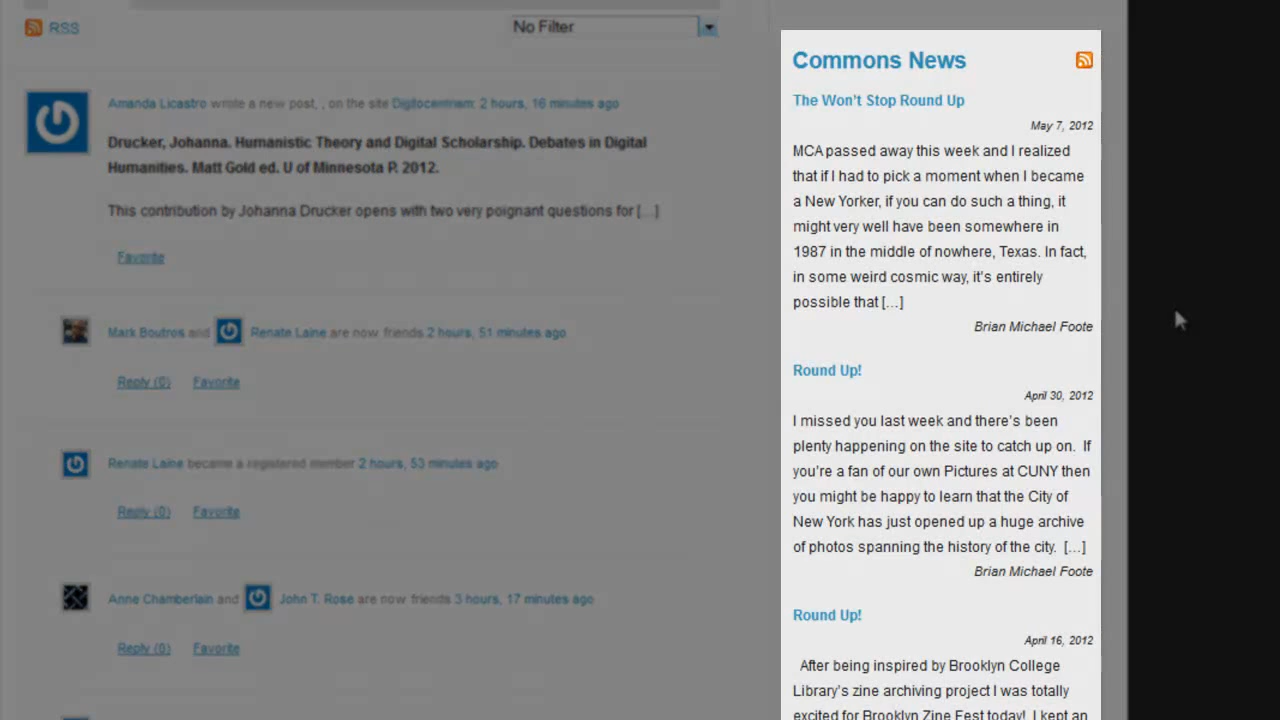 RSS
No Filter
Amanda Licastro wrote a new post, , on the site Digitocentrism: 2 hours, 16 minutes ago
Drucker, Johanna. Humanistic Theory and Digital Scholarship. Debates in Digital
Humanities. Matt Gold ed. U of Minnesota P. 2012.
This contribution by Johanna Drucker opens with two very poignant questions for [...]
Favorite
Mark Boutros and Renate Laine are now friends 2 hours, 51 minutes ago
Reply (0) Favorite
Renate Laine became a registered member 2 hours, 53 minutes ago
Reply (0) Favorite
Anne Chamberlain and John T. Rose are now friends 3 hours, 17 minutes ago
Reply (0) Favorite
Commons News
The Won't Stop Round Up
May 7, 2012
MCA passed away this week and I realized
that if I had to pick a moment when I became
a New Yorker, if you can do such a thing, it
might very well have been somewhere in
1987 in the middle of nowhere, Texas. In fact,
in some weird cosmic way, it's entirely
possible that [...]
Brian Michael Foote
Round Up!
April 30, 2012
I missed you last week and there's been
plenty happening on the site to catch up on. If
you're a fan of our own Pictures at CUNY then
you might be happy to learn that the City of
New York has just opened up a huge archive
of photos spanning the history of the city. [...]
Brian Michael Foote
Round Up!
April 16, 2012
After being inspired by Brooklyn College
Library's zine archiving project I was totally
excited for Brooklyn Zine Fest today! I kept an